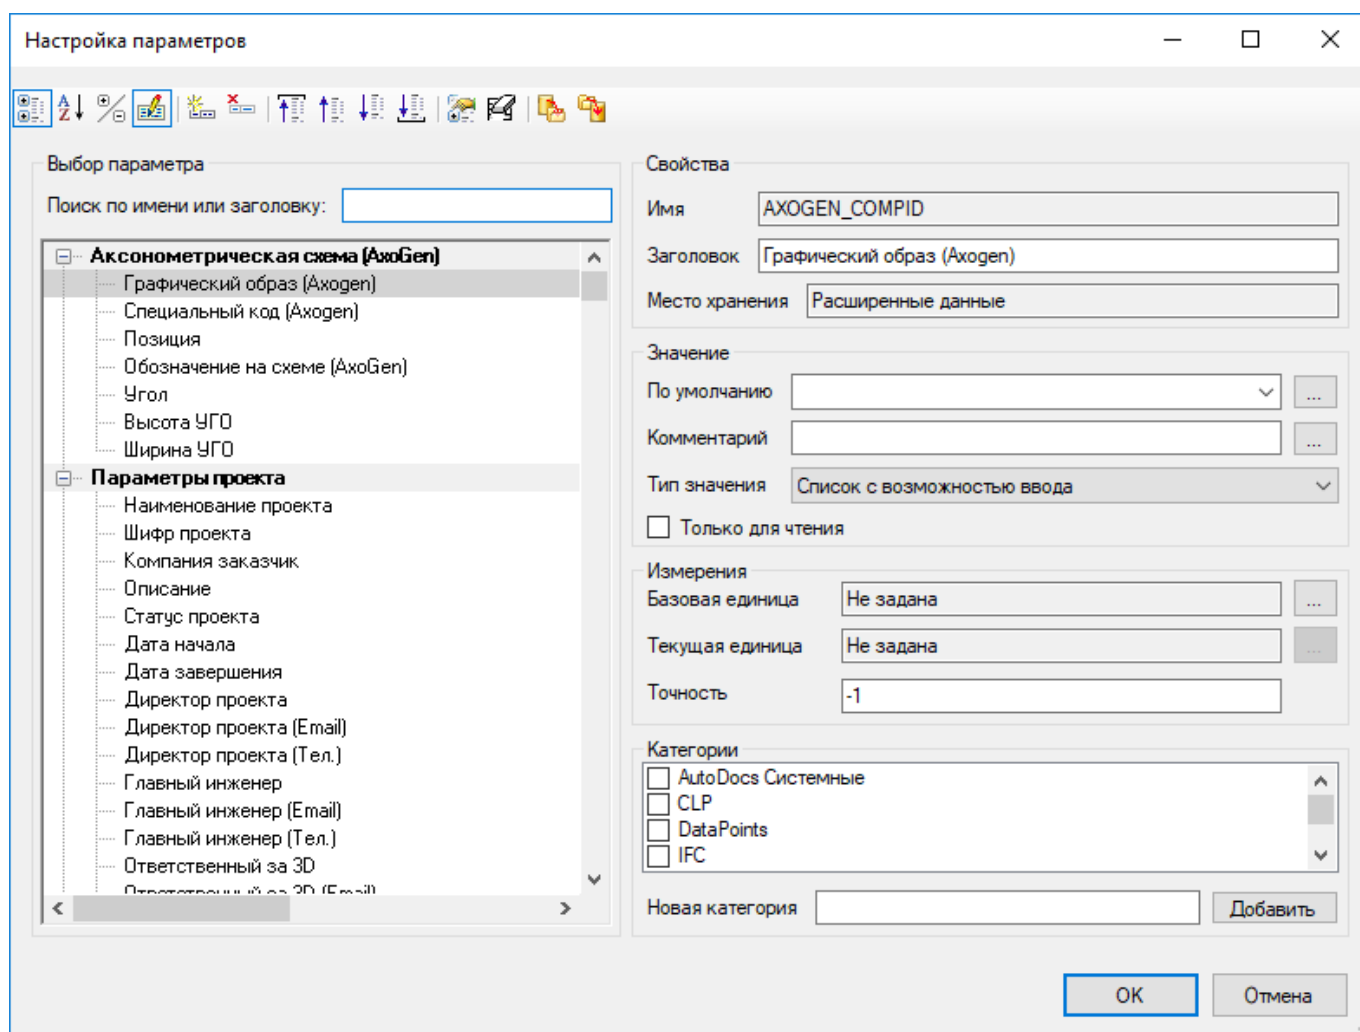 Настройка параметров
Выбор параметра
Поиск по имени или заголовку:
Аксонометрическая схема (AxoGen)
Графический образ (Axogen)
Специальный код (Axogen)
Позиция
Обозначение на схеме (AxoGen)
Угол
Высота УГО
Ширина УГО
Параметры проекта
Наименование проекта
Шифр проекта
Компания заказчик
Описание
Статус проекта
Дата начала
Дата завершения
Директор проекта
Директор проекта (Email)
Директор проекта (Тел.)
Главный инженер
Главный инженер (Email)
Главный инженер (Тел.)
Ответственный за 3D
Ответственный за 3D (Email)
Свойства
Имя AXOGEN_COMPID
Заголовок Графический образ (Axogen)
Место хранения Расширенные данные
Значение
По умолчанию ...
Комментарий ...
Тип значения Список с возможностью ввода
Только для чтения
Измерения
Базовая единица Не задана ...
Текущая единица Не задана ...
Точность -1
Категории
AutoDocs Системные
CLP
DataPoints
IFC
Новая категория Добавить
OK Отмена